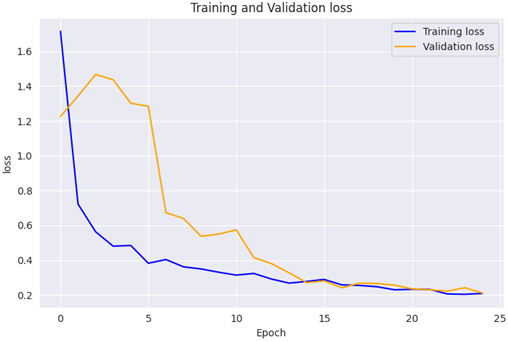 Training and Validation loss
Training loss
Validation loss
loss
1.6
1.4
1.2
1.0
0.8
0.6
0.4
0.2
0 5 10 15 20 25
Epoch